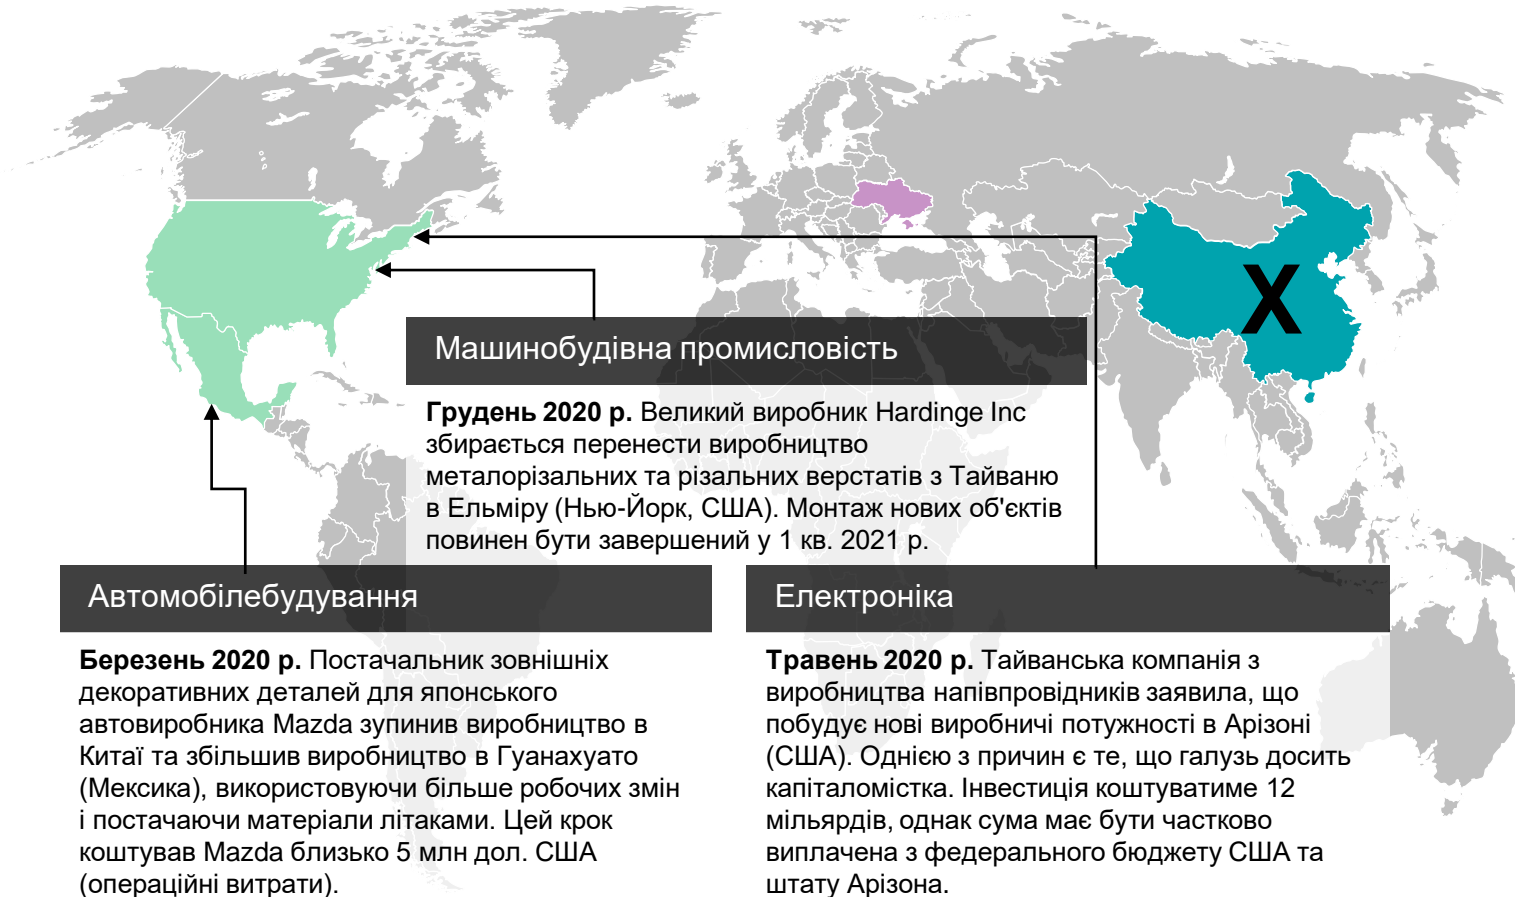 X
Машинобудівна промисловість
Грудень 2020 р. Великий виробник Hardinge Inc
збирається перенести виробництво
металорізальних та різальних верстатів з Тайваню
в Ельміру (Нью-Йорк, США). Монтаж нових об'єктів
повинен бути завершений у 1 кв. 2021 р.
Автомобілебудування
Березень 2020 р. Постачальник зовнішніх
декоративних деталей для японського
автовиробника Mazda зупинив виробництво в
Китаї та збільшив виробництво в Гуанахуато
(Мексика), використовуючи більше робочих змін
і постачаючи матеріали літаками. Цей крок
коштував Mazda близько 5 млн дол. США
(операційні витрати).
Електроніка
Травень 2020 р. Тайванська компанія з
виробництва напівпровідників заявила, що
побудує нові виробничі потужності в Арізоні
(США). Однією з причин є те, що галузь досить
капіталомістка. Інвестиція коштуватиме 12
мільярдів, однак сума має бути частково
виплачена з федерального бюджету США та
штату Арізона.